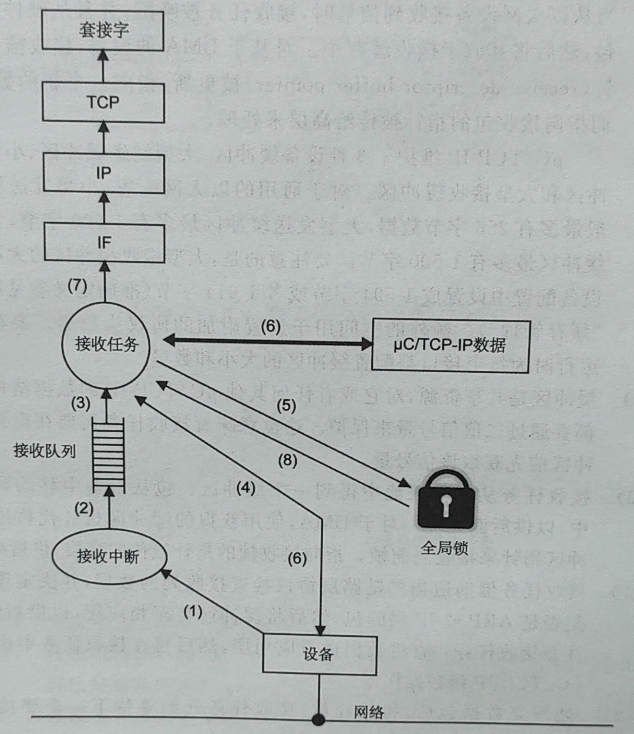 套接字
TCP
IP
IF
(7)
接收任务
(6)
μC/TCP-IP数据
(3)
(5)
接收队列
(8)
(4)
(2)
全局锁
接收中断
(6)
(1)
设备
网络